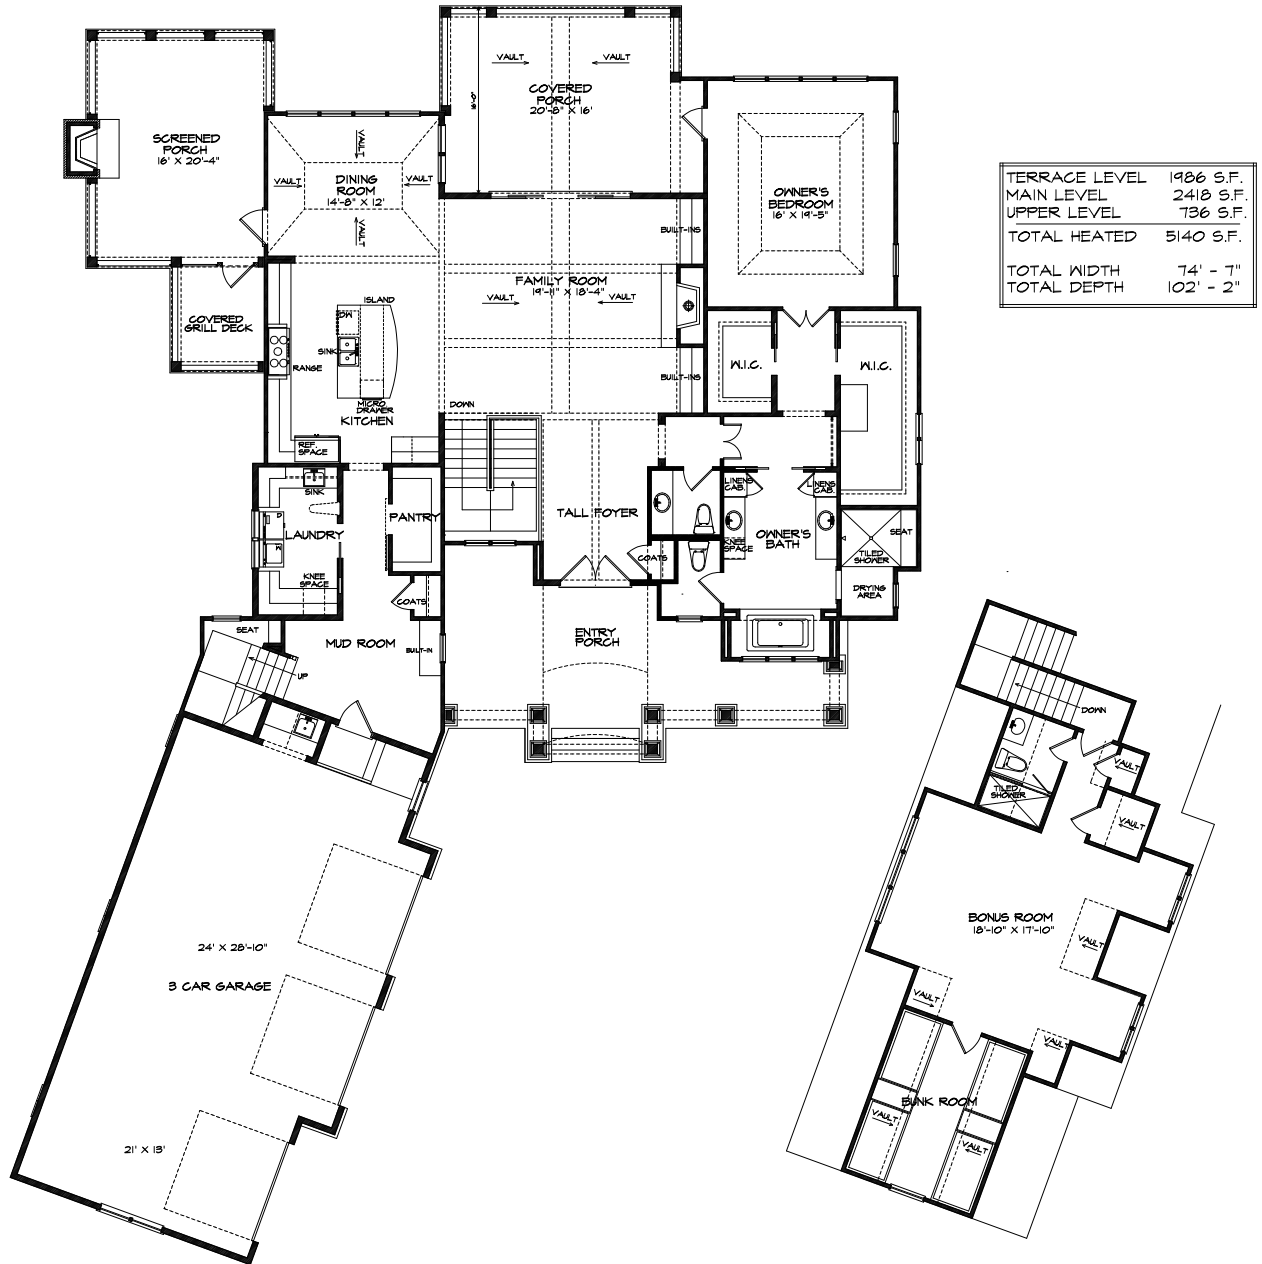 VAULT
VAULT
COVERED
PORCH
20'-8" X 16'
16'-0"
SCREENED
PORCH
16' X 20'-4"
VAULT
VAULT
DINING
ROOM
14'-8" X 12'
VAULT
VAULT
OWNER'S
BEDROOM
16' X 19'-5"
TERRACE LEVEL 1986 S.F.
MAIN LEVEL 2418 S.F.
UPPER LEVEL 736 S.F.
TOTAL HEATED 5140 S.F.
TOTAL WIDTH 74' - 7"
TOTAL DEPTH 102' - 2"
BUILT-INS
FAMILY ROOM
19'-11" X 18'-4"
VAULT
VAULT
COVERED
GRILL DECK
ISLAND
DW
SINK
RANGE
MICRO
DRAWER
KITCHEN
REF.
SPACE
DOWN
BUILT-INS
W.I.C.
W.I.C.
SINK
LAUNDRY
D
W
KNEE
SPACE
PANTRY
COATS
TALL FOYER
COATS
LINENS
CAB.
LINENS
CAB.
KNEE
SPACE
OWNER'S
BATH
SEAT
TILED
SHOWER
DRYING
AREA
SEAT
UP
MUD ROOM
BUILT-IN
ENTRY
PORCH
24' X 28'-10"
3 CAR GARAGE
21' X 13'
DOWN
VAULT
TILED
SHOWER
VAULT
BONUS ROOM
18'-10" X 17'-10"
VAULT
VAULT
VAULT
BUNK ROOM
VAULT
VAULT